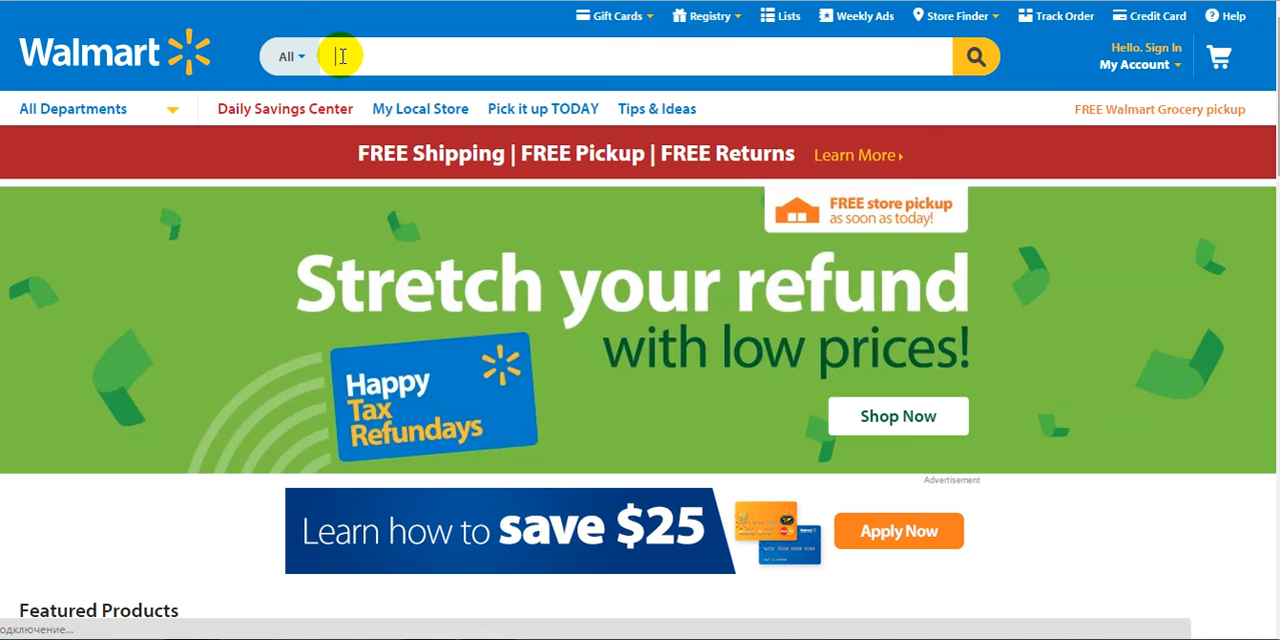 Gift Cards
Registry
Lists
Weekly Ads
Store Finder
Track Order
Credit Card
Help
Walmart
All
Hello. Sign In
My Account
All Departments
Daily Savings Center
My Local Store
Pick it up TODAY
Tips & Ideas
FREE Walmart Grocery pickup
FREE Shipping | FREE Pickup | FREE Returns
Learn More
FREE store pickup
as soon as today!
Stretch your refund
with low prices!
Happy
Tax
Refundays
Shop Now
Advertisement
Learn how to save $25
Apply Now
Featured Products
одключение...